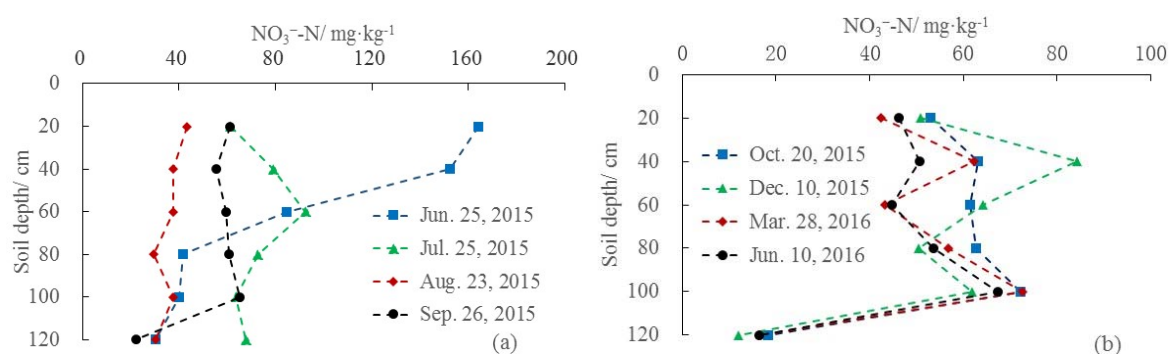 NO₃⁻-N/ mg·kg⁻¹
0 40 80 120 160 200
0
20
40
60
80
100
120
Soil depth/ cm
Jun. 25, 2015
Jul. 25, 2015
Aug. 23, 2015
Sep. 26, 2015
(a)
NO₃⁻-N/ mg·kg⁻¹
0 20 40 60 80 100
0
20
40
60
80
100
120
Soil depth/ cm
Oct. 20, 2015
Dec. 10, 2015
Mar. 28, 2016
Jun. 10, 2016
(b)